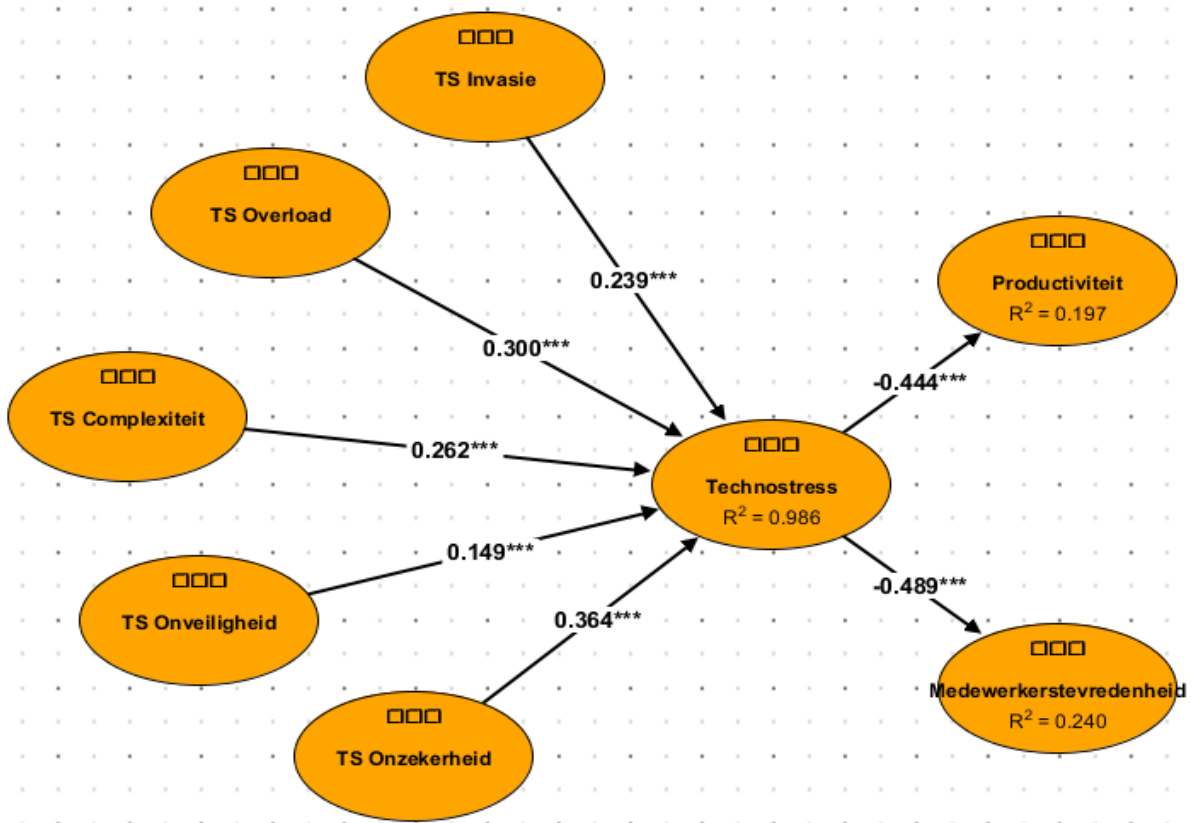 TS Invasie
TS Overload
0.239***
Productiviteit
R² = 0.197
0.300***
-0.444***
TS Complexiteit
0.262***
Technostress
R² = 0.986
0.149***
-0.489***
TS Onveiligheid
0.364***
Medewerkerstevredenheid
R² = 0.240
TS Onzekerheid